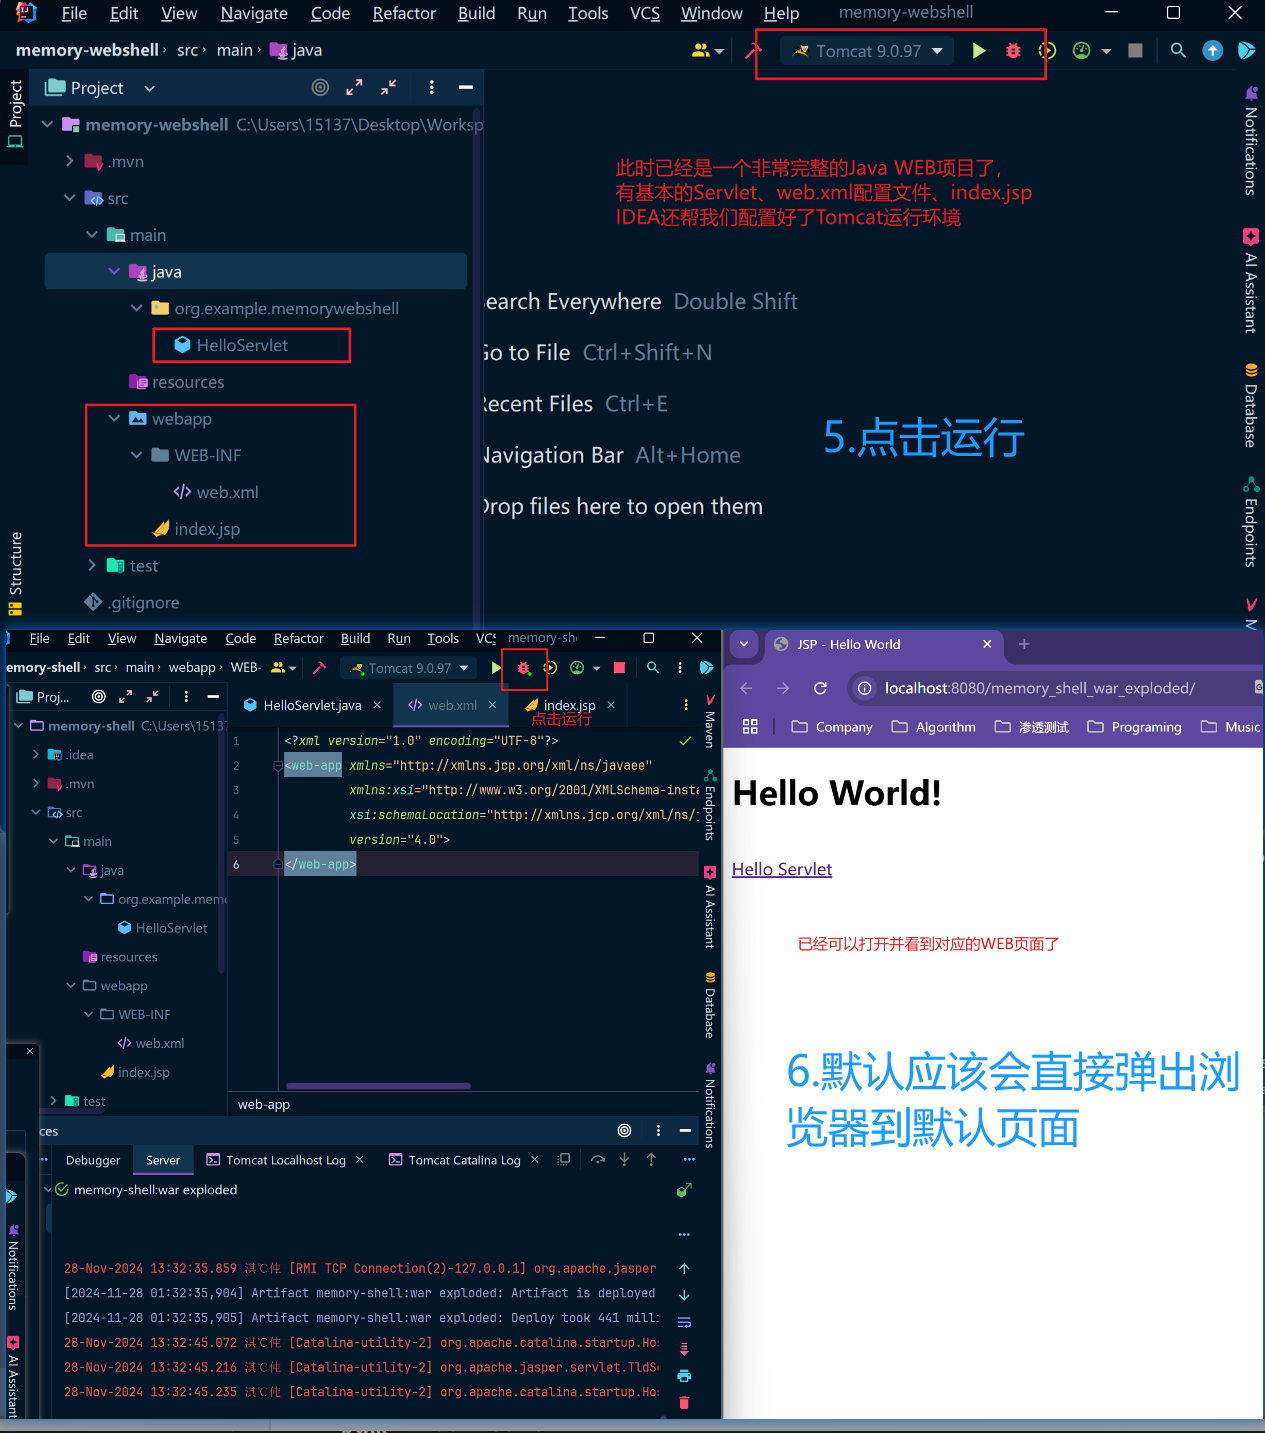 File Edit View Navigate Code Refactor Build Run Tools VCS Window Help memory-webshell
memory-webshell src main java Tomcat 9.0.97
Project
Project
memory-webshell C:\Users\15137\Desktop\Worksp
.mvn
src
main
java
org.example.memorywebshell
HelloServlet
resources
webapp
WEB-INF
web.xml
index.jsp
test
.gitignore
Structure
此时已经是一个非常完整的Java WEB项目了,
有基本的Servlet、web.xml配置文件、index.jsp
IDEA还帮我们配置好了Tomcat运行环境
Search Everywhere Double Shift
Go to File Ctrl+Shift+N
Recent Files Ctrl+E
Navigation Bar Alt+Home
Drop files here to open them
5.点击运行
Notifications
AI Assistant
Database
Endpoints
File Edit View Navigate Code Refactor Build Run Tools VCS memory-sh
emory-shell src main webapp WEB- Tomcat 9.0.97
Proj...
memory-shell C:\Users\1513
.idea
.mvn
src
main
java
org.example.memo
HelloServlet
resources
webapp
WEB-INF
web.xml
index.jsp
test
HelloServlet.java web.xml index.jsp
点击运行
1 <?xml version="1.0" encoding="UTF-8"?>
2 <web-app xmlns="http://xmlns.jcp.org/xml/ns/javaee"
3 xmlns:xsi="http://www.w3.org/2001/XMLSchema-insta
4 xsi:schemaLocation="http://xmlns.jcp.org/xml/ns/j
5 version="4.0">
6 </web-app>
web-app
Maven
Endpoints
AI Assistant
Database
Notifications
ces
Debugger Server Tomcat Localhost Log Tomcat Catalina Log
memory-shell:war exploded
28-Nov-2024 13:32:35.859 [RMI TCP Connection(2)-127.0.0.1] org.apache.jasper
[2024-11-28 01:32:35,904] Artifact memory-shell:war exploded: Artifact is deployed
[2024-11-28 01:32:35,905] Artifact memory-shell:war exploded: Deploy took 441 milli
28-Nov-2024 13:32:45.072 [Catalina-utility-2] org.apache.catalina.startup.Ho
28-Nov-2024 13:32:45.216 [Catalina-utility-2] org.apache.jasper.servlet.TldS
28-Nov-2024 13:32:45.235 [Catalina-utility-2] org.apache.catalina.startup.Ho
Notifications
AI Assistant
JSP - Hello World
localhost:8080/memory_shell_war_exploded/
Company Algorithm 渗透测试 Programing Music
Hello World!
Hello Servlet
已经可以打开并看到对应的WEB页面了
6.默认应该会直接弹出浏
览器到默认页面